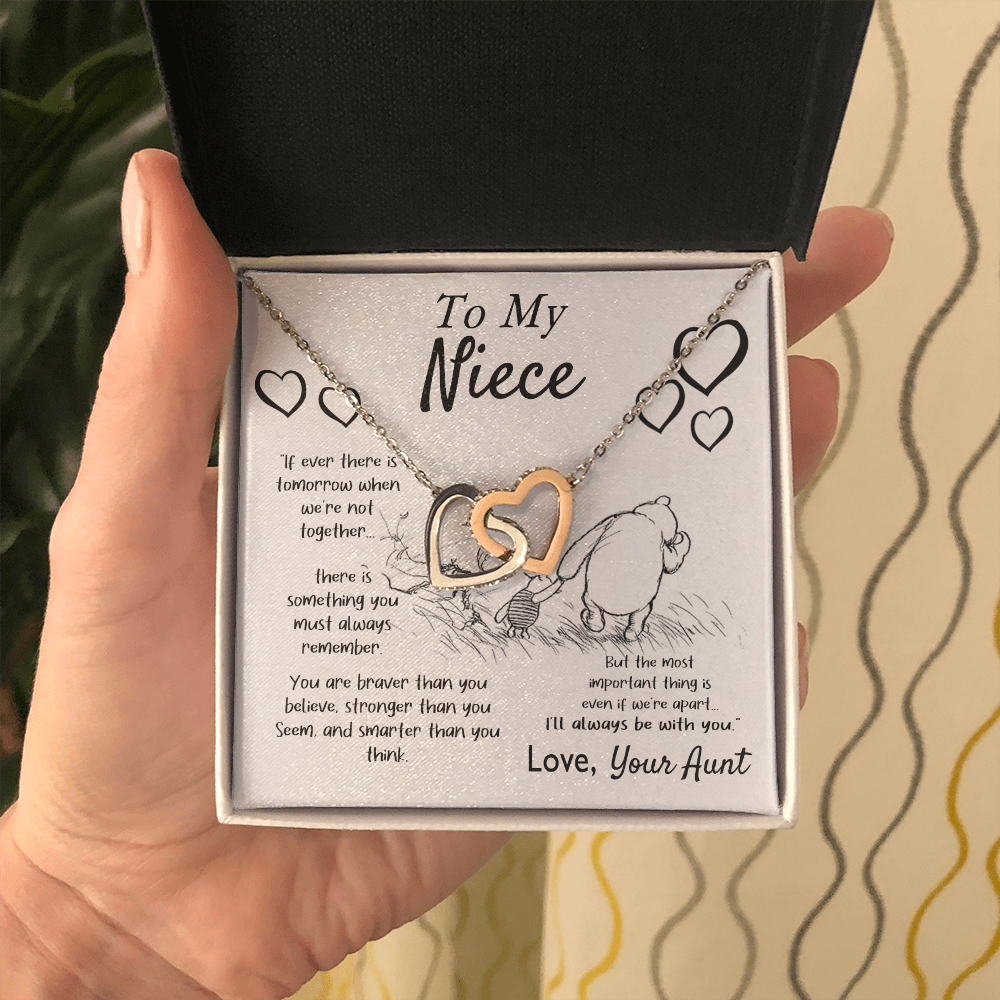 To My
Niece
"If ever there is
tomorrow when
we're not
together...
there is
something you
must always
remember.
You are braver than you
believe, stronger than you
Seem, and smarter than you
think.
But the most
important thing is
even if we're apart...
I'll always be with you."
Love, Your Aunt